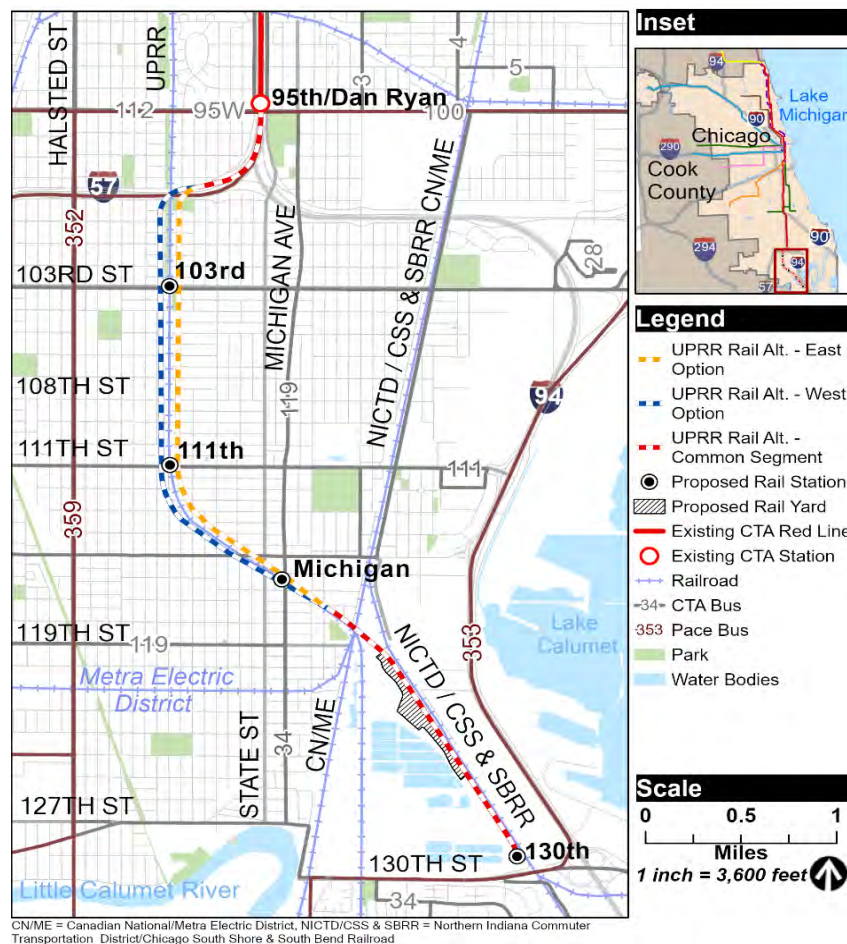 HALSTED ST
UPRR
3
4
5
95th/Dan Ryan
112
95W
100
57
352
103RD ST
103rd
MICHIGAN AVE
NICTD / CSS & SBRR CN/ME
28
108TH ST
119
94
111TH ST
111th
111
359
Michigan
119TH ST
119
353
Lake
Calumet
Metra Electric
District
NICTD / CSS & SBRR
STATE ST
34
CN/ME
127TH ST
130th
130TH ST
Little Calumet River
34
CN/ME = Canadian National/Metra Electric District, NICTD/CSS & SBRR = Northern Indiana Commuter
Transportation District/Chicago South Shore & South Bend Railroad
Inset
94
Lake
Michigan
90
Chicago
290
Cook
County
90
294
94
57
Legend
UPRR Rail Alt. - East
Option
UPRR Rail Alt. - West
Option
UPRR Rail Alt. -
Common Segment
Proposed Rail Station
Proposed Rail Yard
Existing CTA Red Line
Existing CTA Station
Railroad
34 CTA Bus
353 Pace Bus
Park
Water Bodies
Scale
0 0.5 1
Miles
1 inch = 3,600 feet